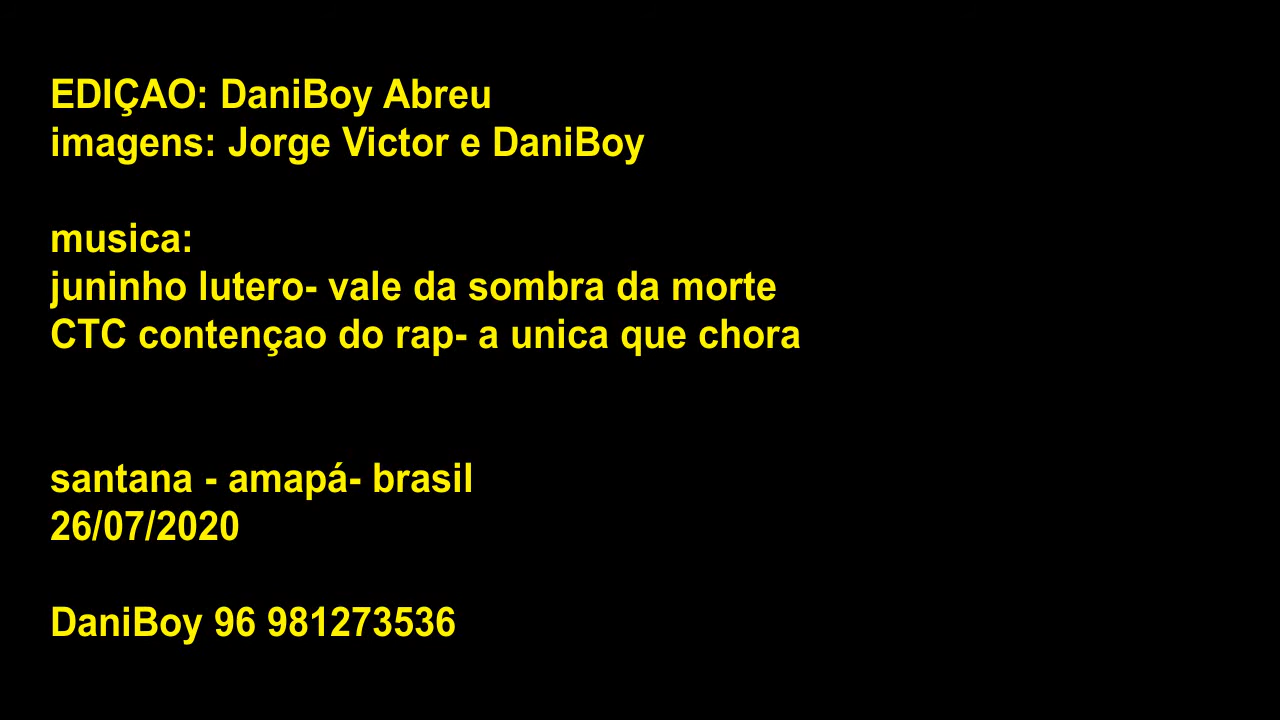 EDIÇAO: DaniBoy Abreu
imagens: Jorge Victor e DaniBoy
musica:
juninho lutero- vale da sombra da morte
CTC contençao do rap- a unica que chora
santana - amapá- brasil
26/07/2020
DaniBoy 96 981273536